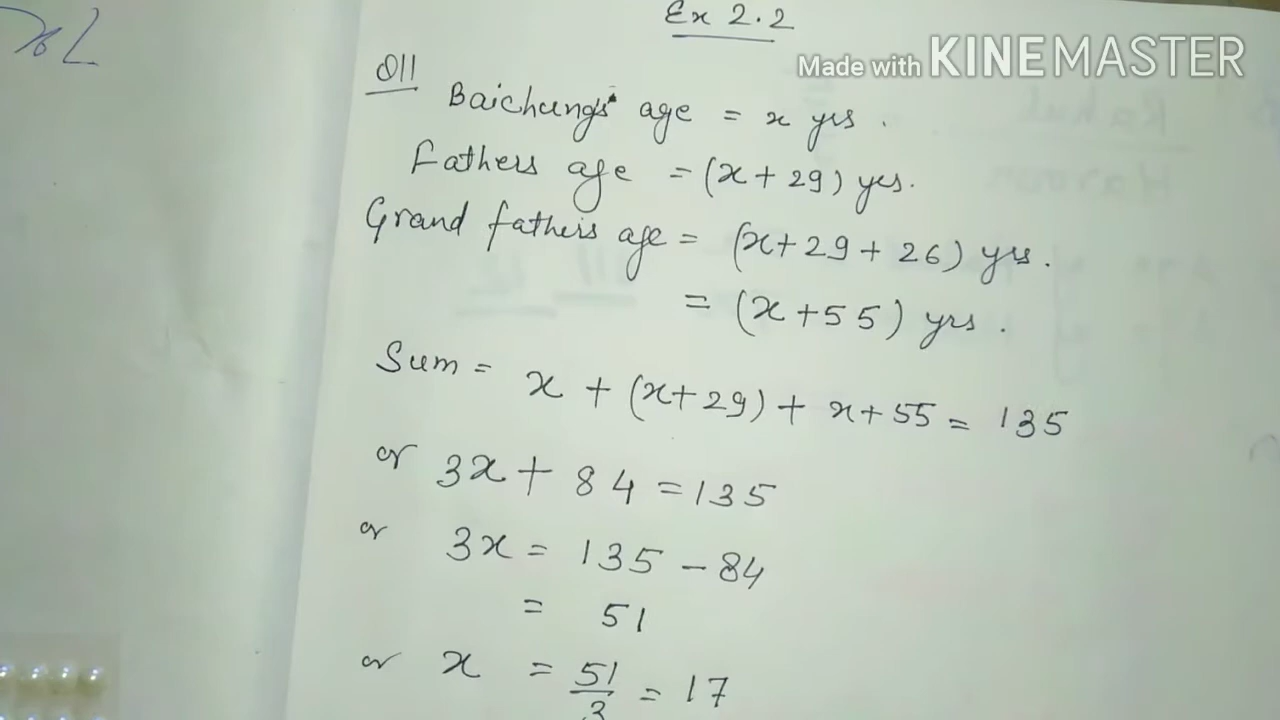 Ex 2.2
Made with KINEMASTER
Q11
Baichung's age = x yrs.
Fathers age = (x + 29) yrs.
Grand fathers age = (x + 29 + 26) yrs.
= (x + 55) yrs.
Sum = x + (x + 29) + x + 55 = 135
or 3x + 84 = 135
or 3x = 135 - 84
= 51
or x = 51/3 = 17